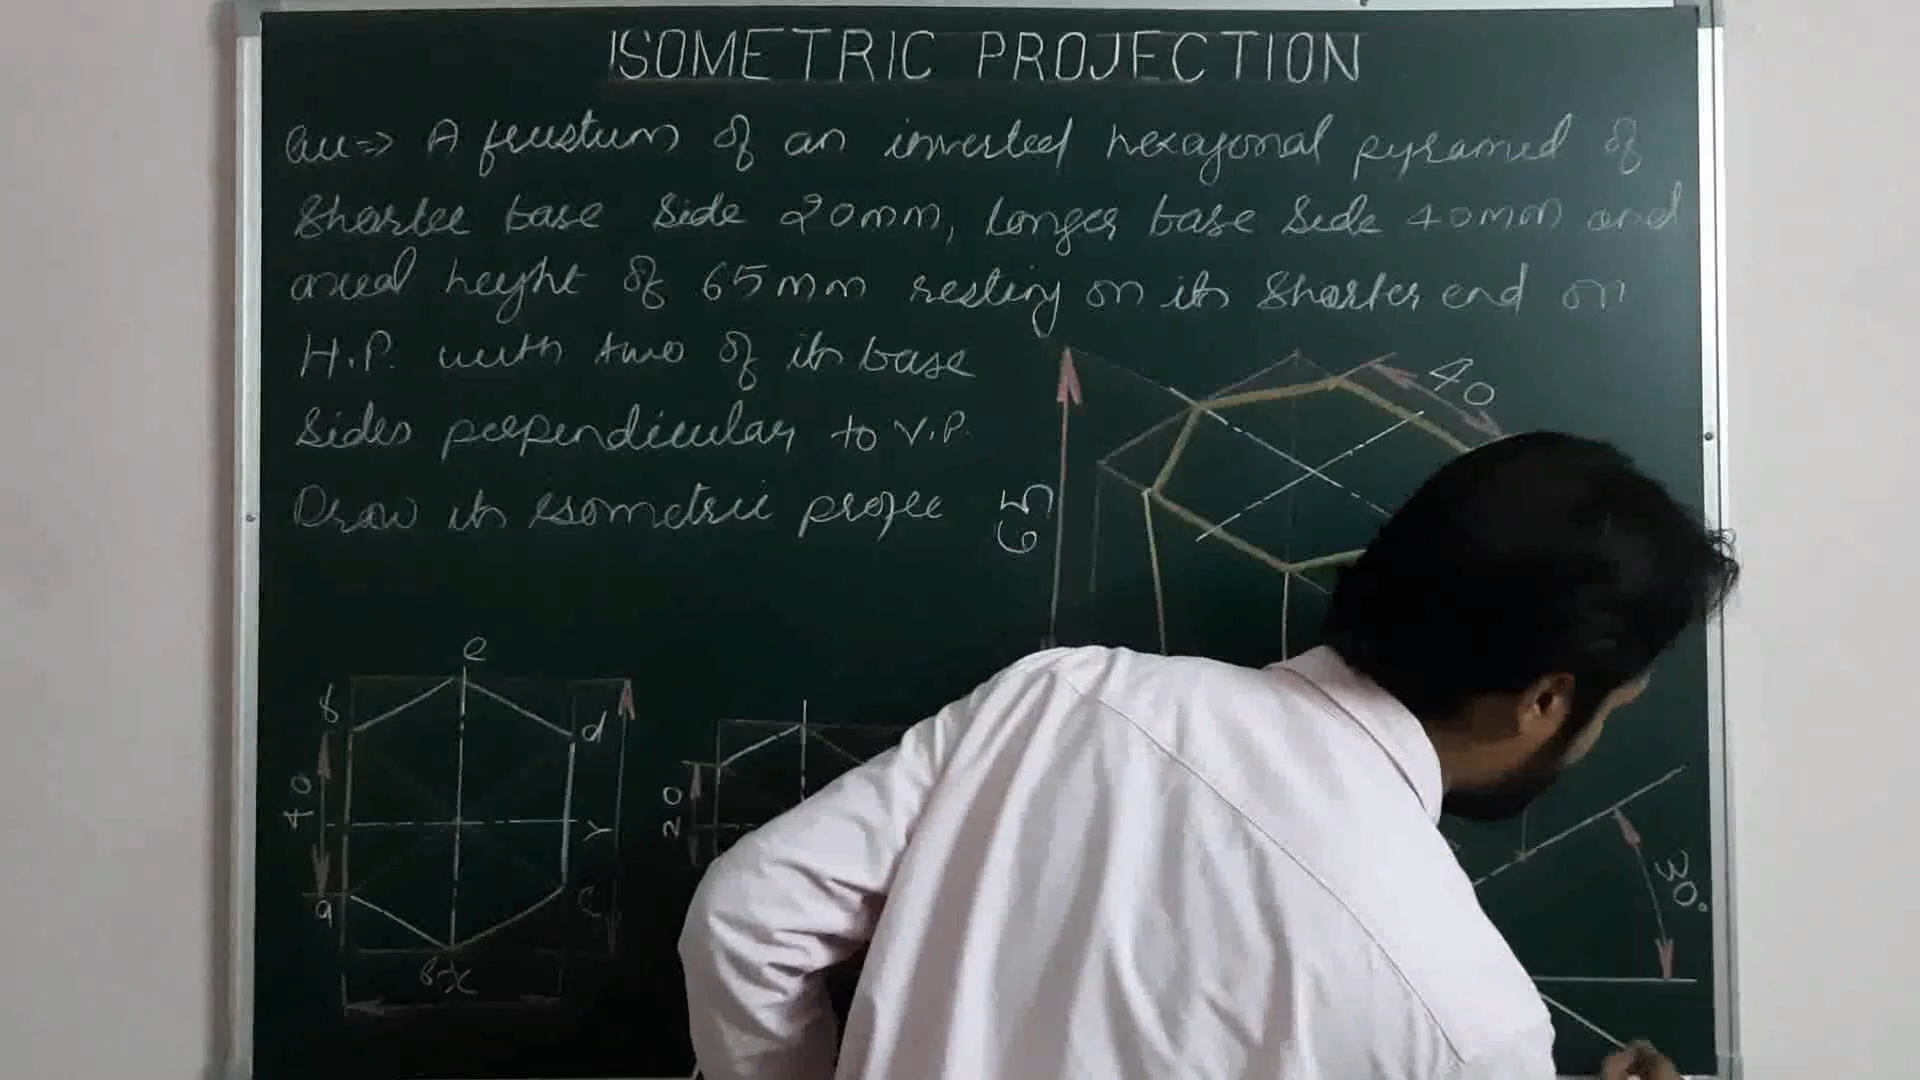 ISOMETRIC PROJECTION
Qu⇒ A frustum of an inverted hexagonal pyramid of
Shorter base side 20mm, longer base side 40mm and
axial height of 65mm resting on its shorter end on
H.P. with two of its base
sides perpendicular to V.P.
Draw its isometric projec
40
65
e
f
d
40
20
Y
a
c
x
30°